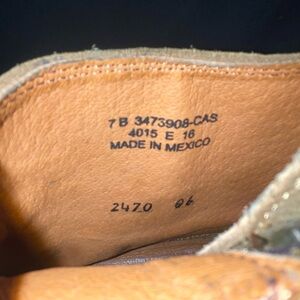 7 B 3473908-CAS
4015 E 16
MADE IN MEXICO
2470 06